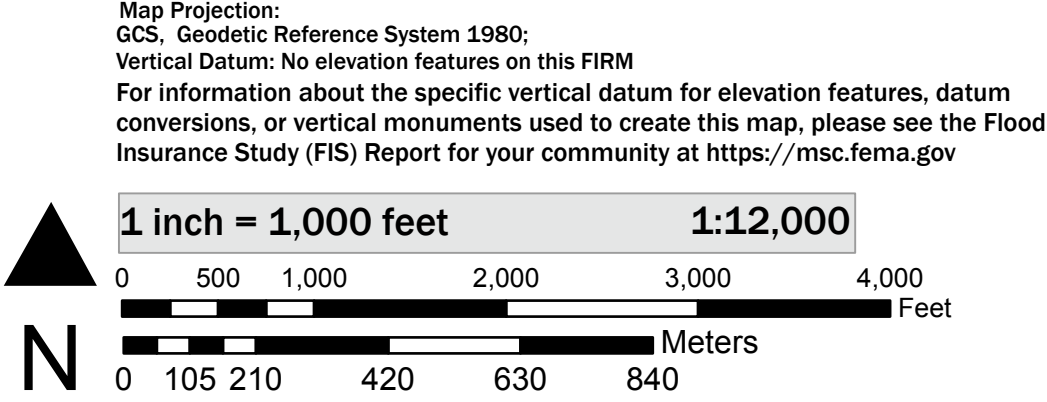 Map Projection:
GCS, Geodetic Reference System 1980;
Vertical Datum: No elevation features on this FIRM
For information about the specific vertical datum for elevation features, datum
conversions, or vertical monuments used to create this map, please see the Flood
Insurance Study (FIS) Report for your community at https://msc.fema.gov
1 inch = 1,000 feet 1:12,000
0 500 1,000 2,000 3,000 4,000
Feet
Meters
N 0 105 210 420 630 840